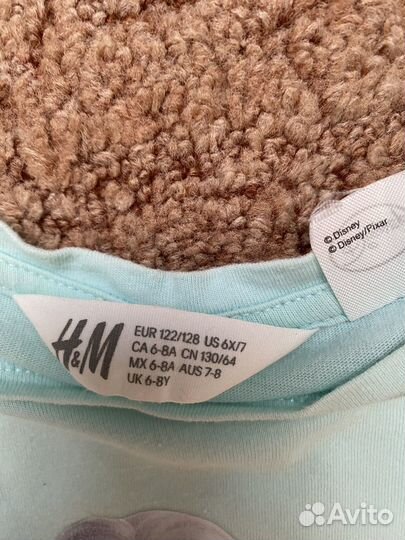 © Disney
© Disney/Pixar
H&M
EUR 122/128 US 6X/7
CA 6-8A CN 130/64
MX 6-8A AUS 7-8
UK 6-8Y
Avito